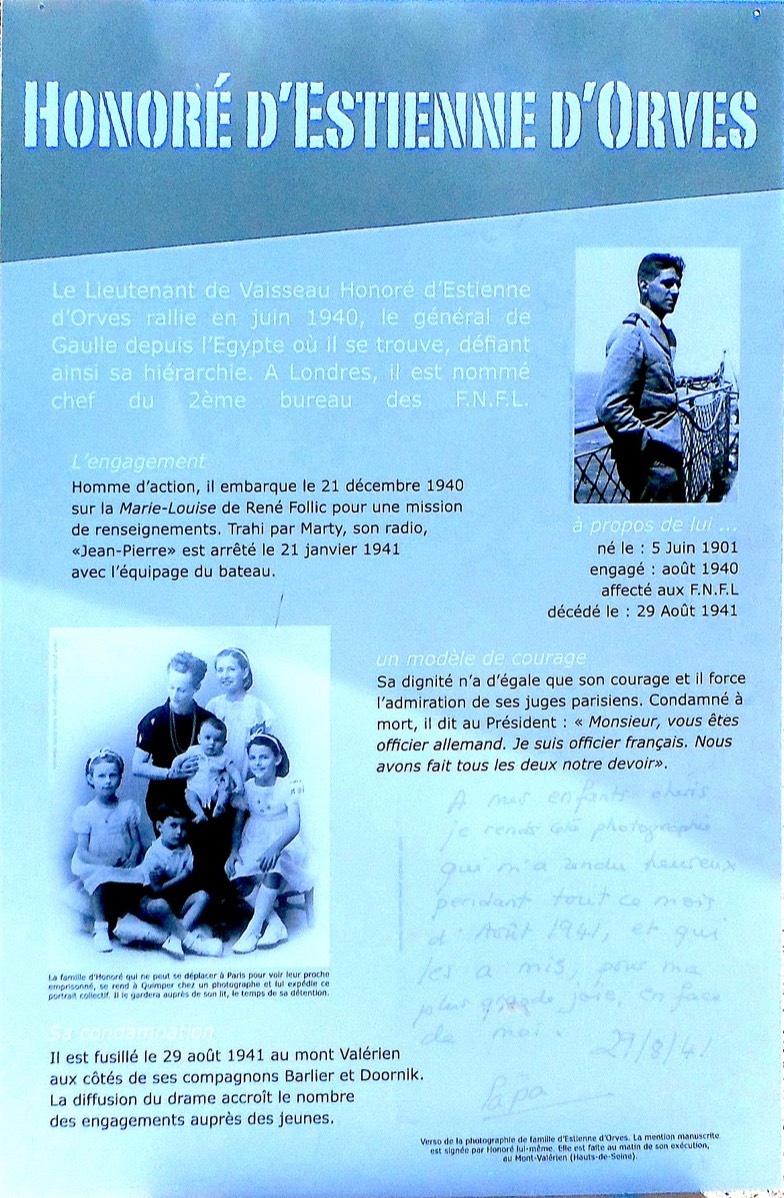 HONORÉ D'ESTIENNE D'ORVES
Le Lieutenant de Vaisseau Honoré d'Estienne
d'Orves rallie en juin 1940, le général de
Gaulle depuis l'Egypte où il se trouve, défiant
ainsi sa hiérarchie. A Londres, il est nommé
chef du 2ème bureau des F.N.F.L.
L'engagement
Homme d'action, il embarque le 21 décembre 1940
sur la Marie-Louise de René Follic pour une mission
de renseignements. Trahi par Marty, son radio,
«Jean-Pierre» est arrêté le 21 janvier 1941
avec l'équipage du bateau.
à propos de lui ...
né le : 5 Juin 1901
engagé : août 1940
affecté aux F.N.F.L
décédé le : 29 Août 1941
un modèle de courage
Sa dignité n'a d'égale que son courage et il force
l'admiration de ses juges parisiens. Condamné à
mort, il dit au Président : « Monsieur, vous êtes
officier allemand. Je suis officier français. Nous
avons fait tous les deux notre devoir».
A mes enfants chéris
je rends cette photographie
qui m'a rendu heureux
pendant tout ce mois
d'Août 1941, et qui
les a mis, pour ma
plus grande joie, en face
de moi.
29/8/41
Papa
La famille d'Honoré qui ne peut se déplacer à Paris pour voir leur proche
emprisonné, se rend à Quimper chez un photographe et lui expédie ce
portrait collectif. Il le gardera auprès de son lit, le temps de sa détention.
Sa condamnation
Il est fusillé le 29 août 1941 au mont Valérien
aux côtés de ses compagnons Barlier et Doornik.
La diffusion du drame accroît le nombre
des engagements auprès des jeunes.
Verso de la photographie de famille d'Estienne d'Orves. La mention manuscrite
est signée par Honoré lui-même. Elle est faite au matin de son exécution,
au Mont-Valérien (Hauts-de-Seine).